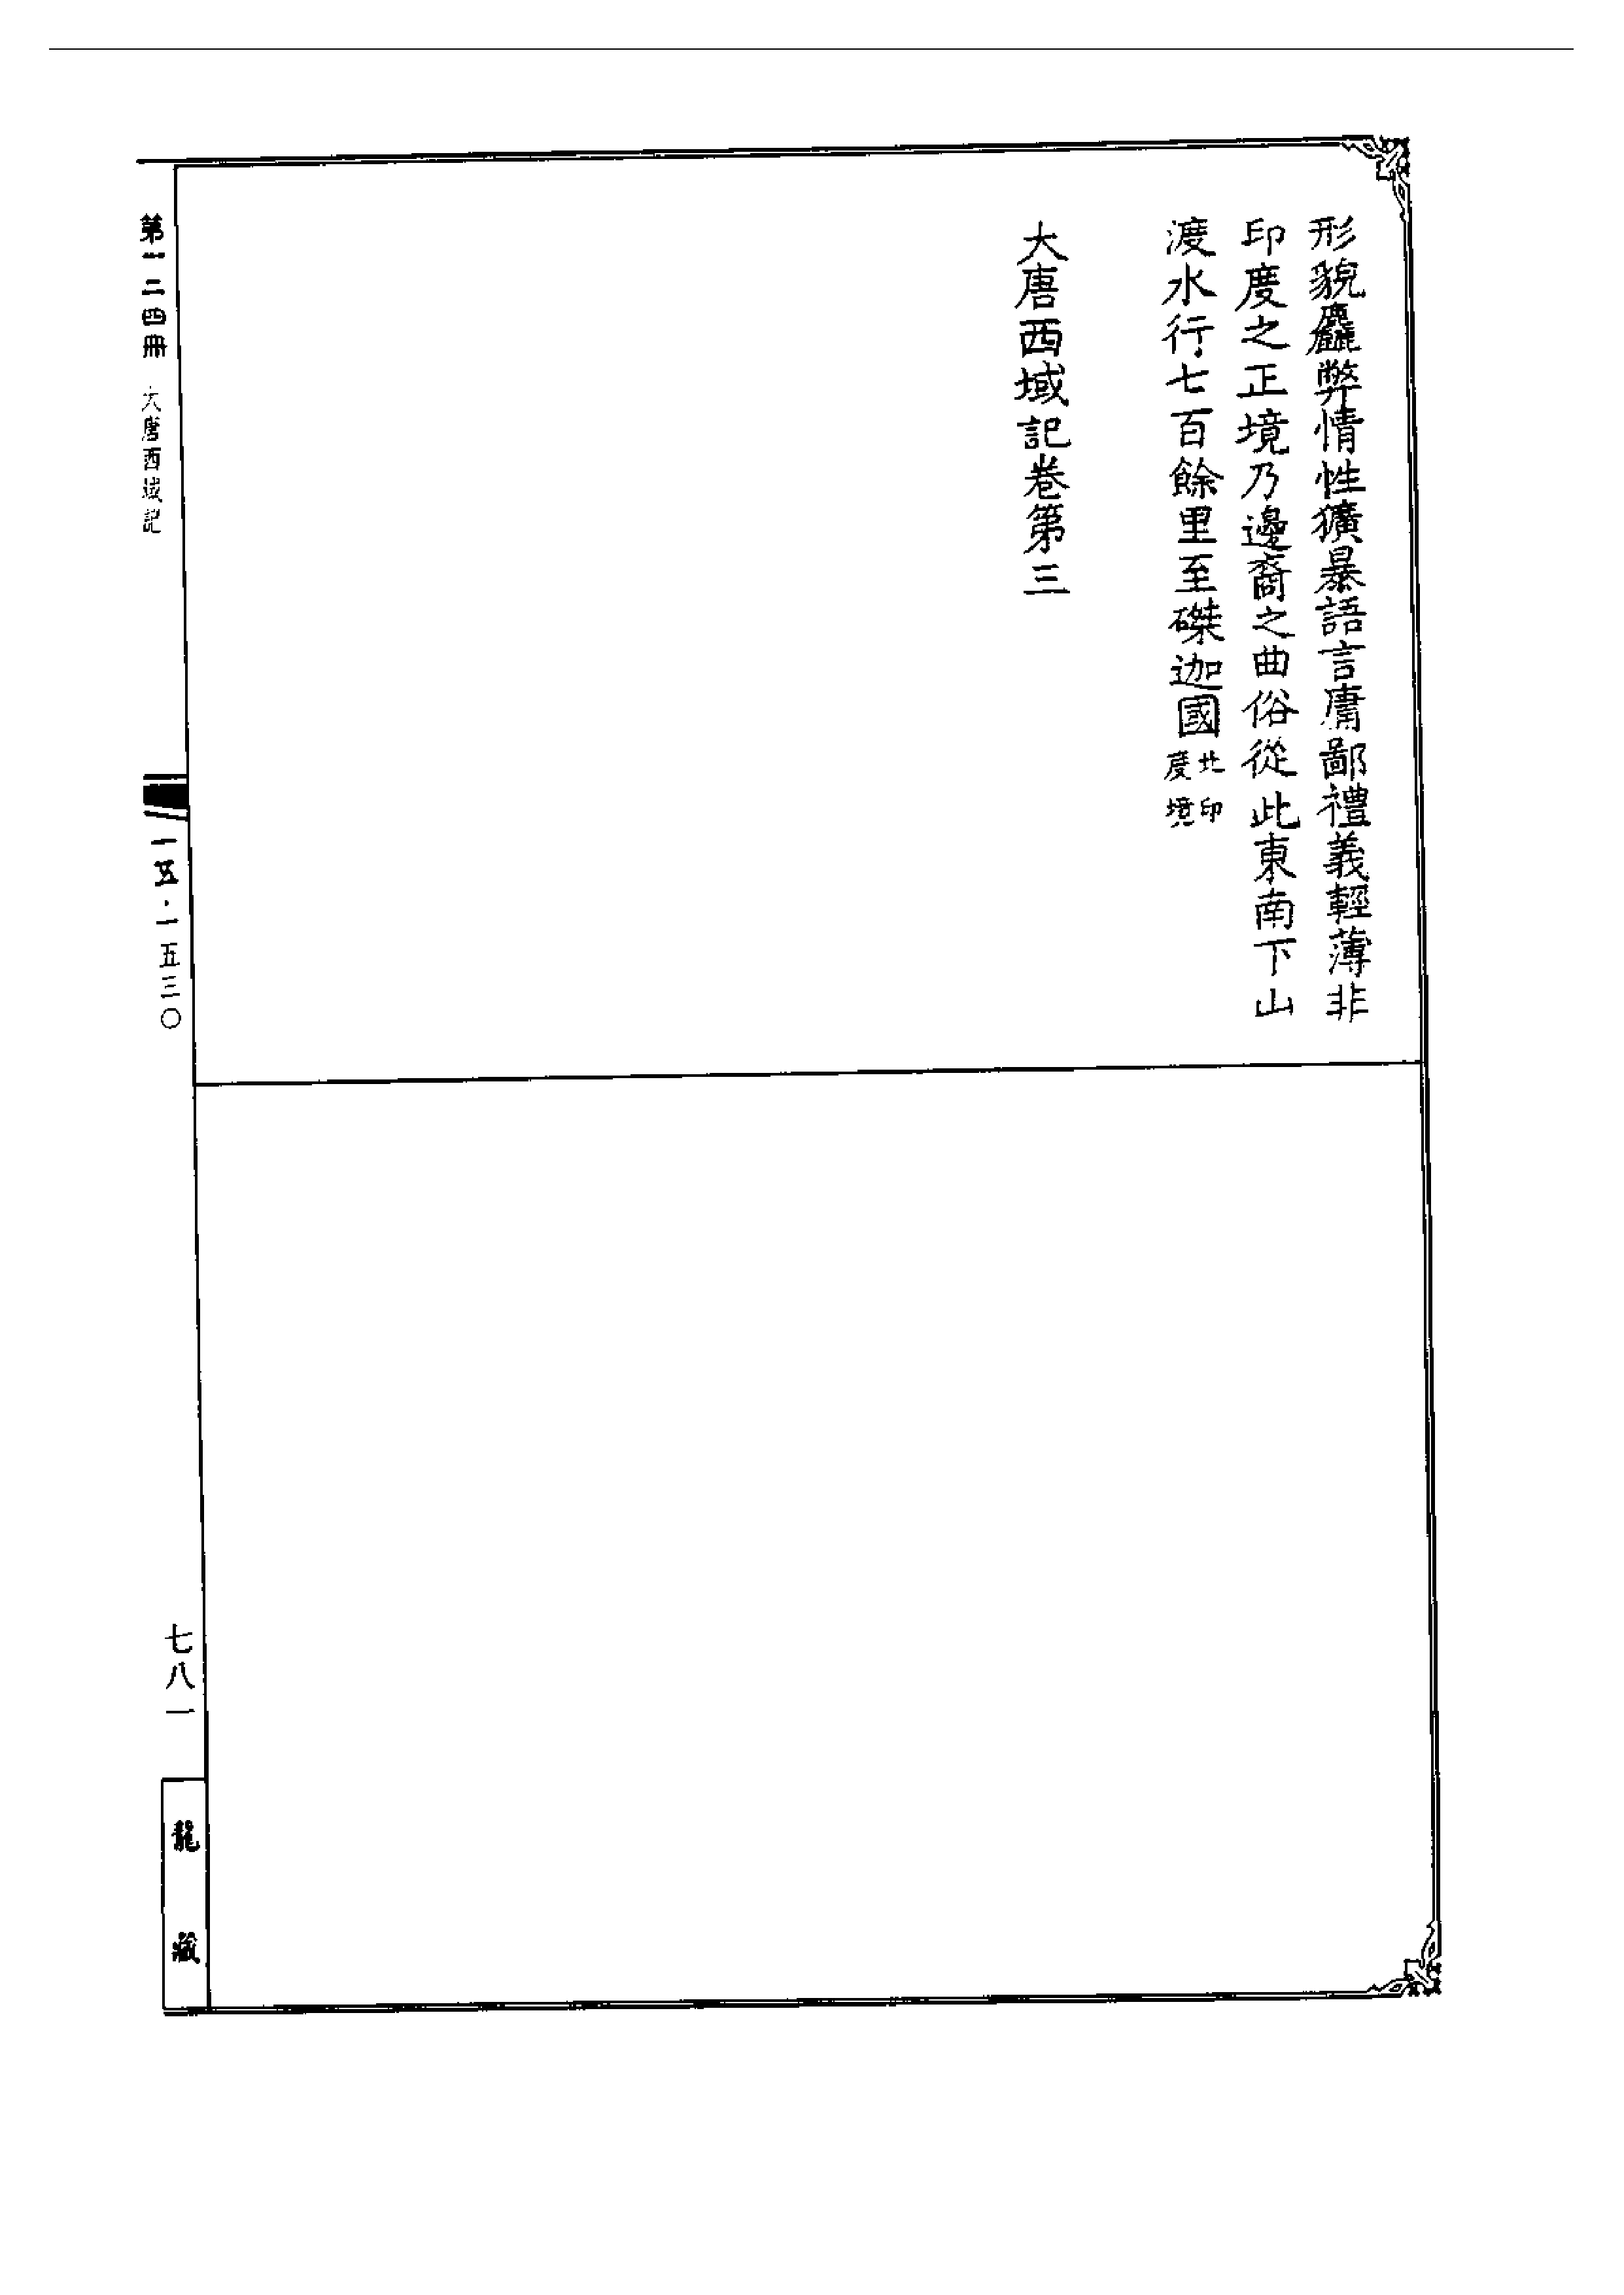 形貌麤弊情性獷暴語言庸鄙禮義輕薄非
印度之正境乃邊裔之曲俗從此東南下山
渡水行七百餘里至磔迦國北印度境
大唐西域記卷第三
第一二四冊 大唐西域記
一五·一五三〇
七八一
龍藏